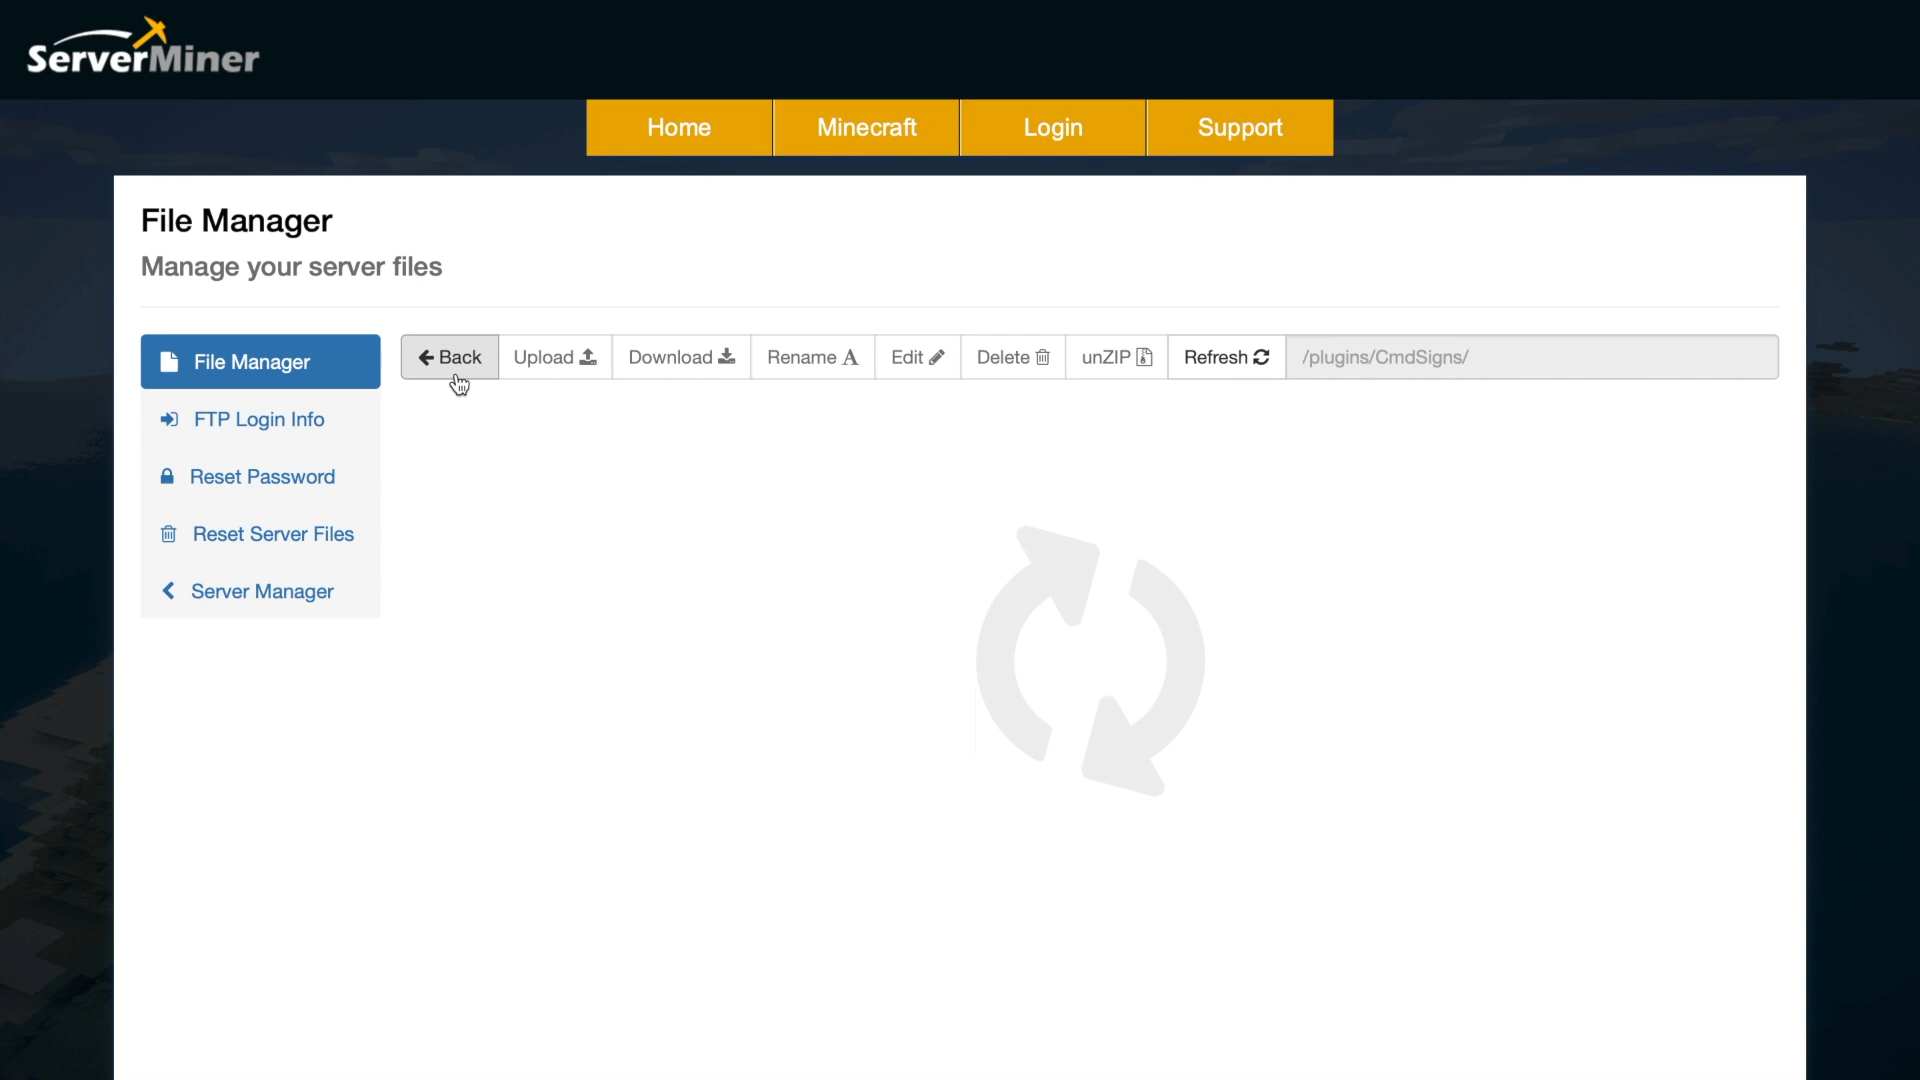 ServerMiner
Home Minecraft Login Support
File Manager
Manage your server files
File Manager
Back Upload Download Rename Edit Delete unZIP Refresh /plugins/CmdSigns/
FTP Login Info
Reset Password
Reset Server Files
Server Manager